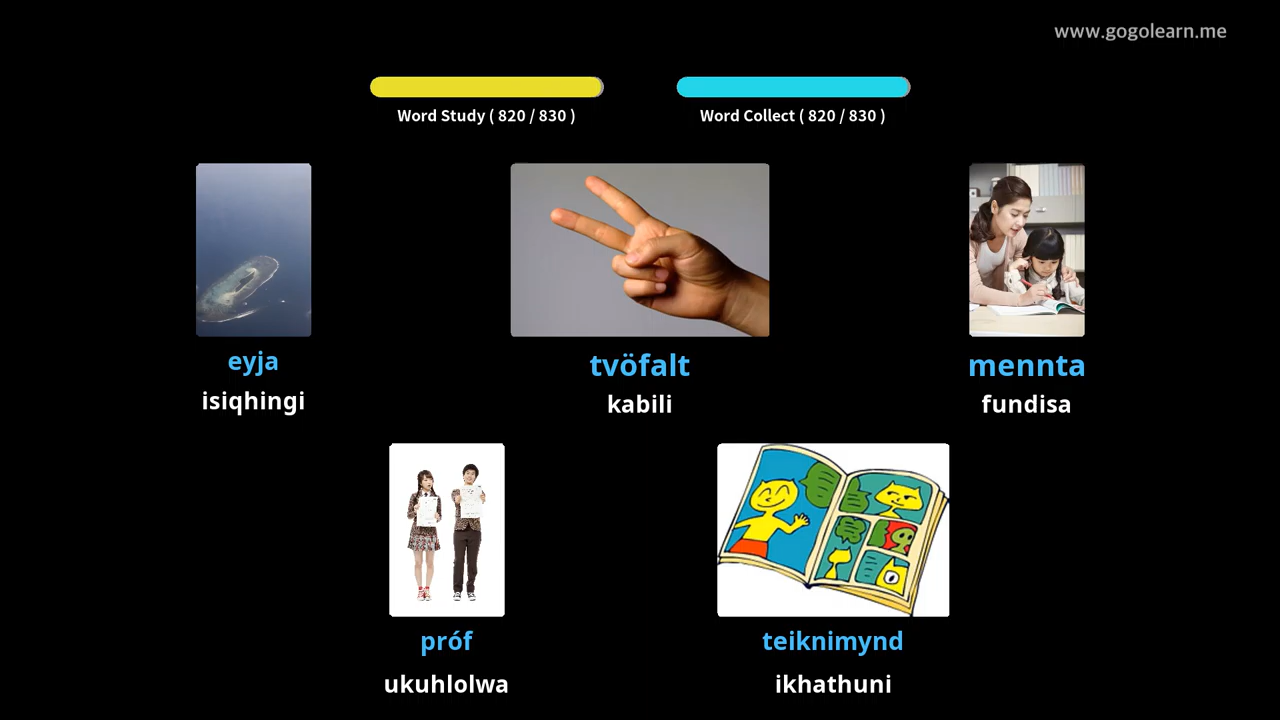 www.gogolearn.me
Word Study ( 820 / 830 )
Word Collect ( 820 / 830 )
eyja
isiqhingi
tvöfalt
kabili
mennta
fundisa
próf
ukuhlolwa
teiknimynd
ikhathuni